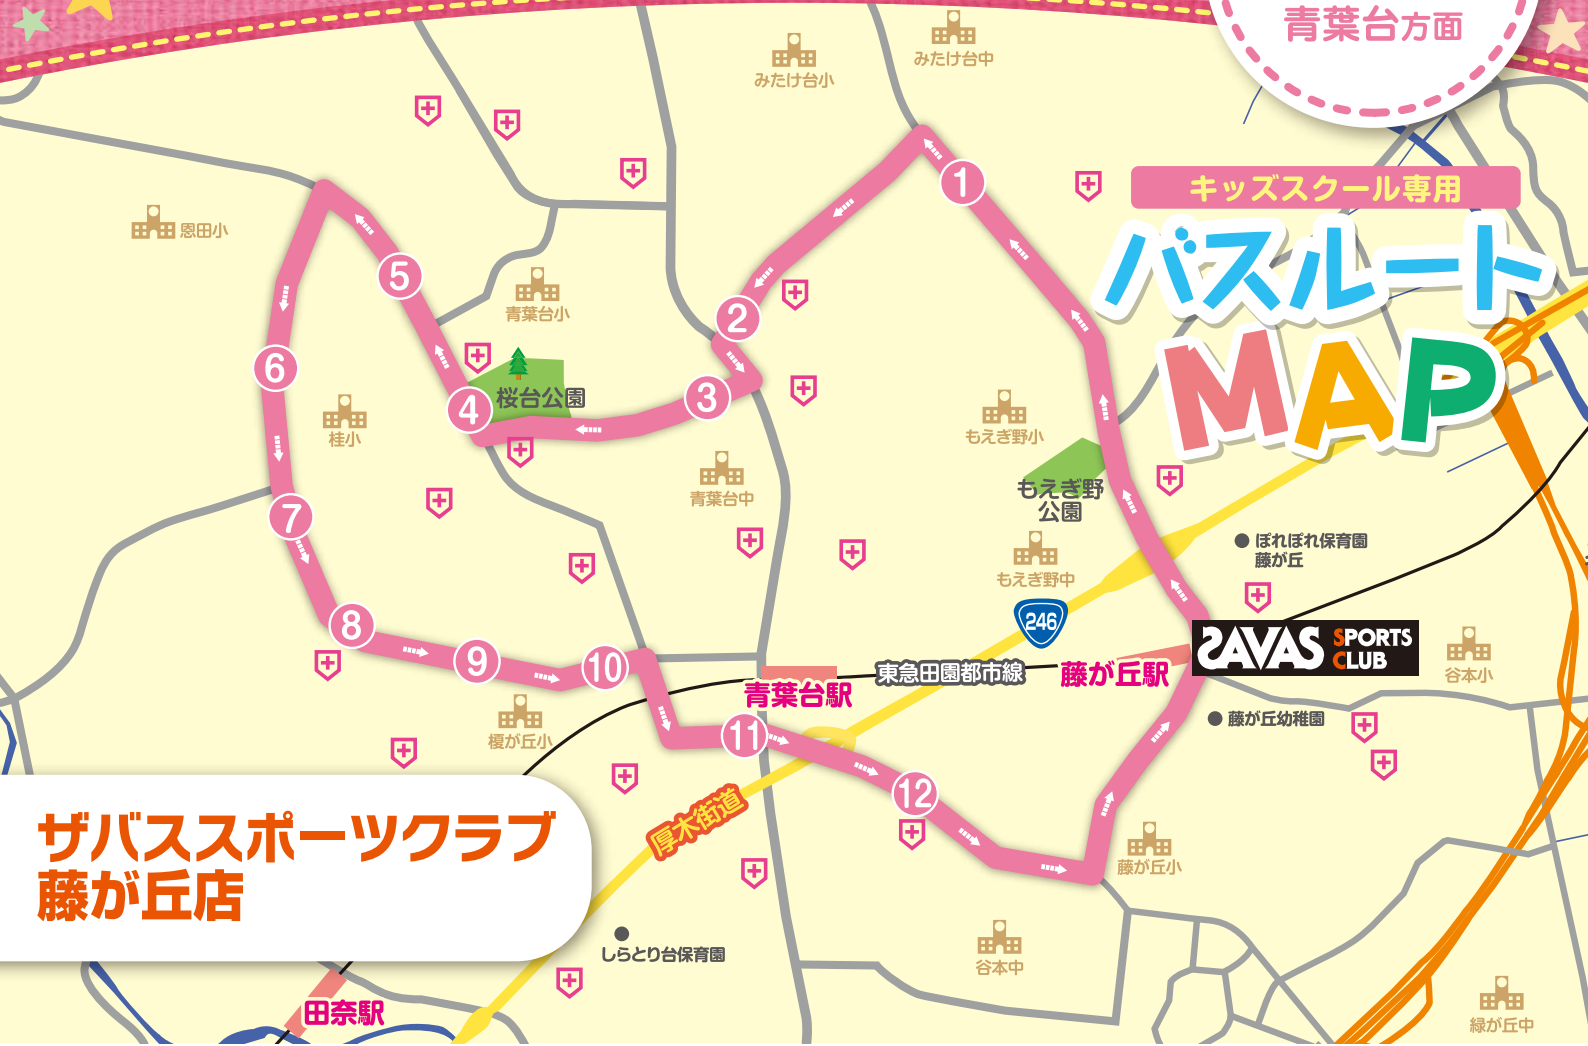 青葉台方面
キッズスクール専用
バスルート
MAP
みたけ台小
みたけ台中
恩田小
青葉台小
桜台公園
桂小
青葉台中
もえぎ野小
もえぎ野
公園
もえぎ野中
246
ぽれぽれ保育園
藤が丘
SAVAS SPORTS
CLUB
東急田園都市線
藤が丘駅
青葉台駅
谷本小
藤が丘幼稚園
榎が丘小
厚木街道
ザバススポーツクラブ
藤が丘店
藤が丘小
しらとり台保育園
谷本中
田奈駅
緑が丘中
1
2
3
4
5
6
7
8
9
10
11
12